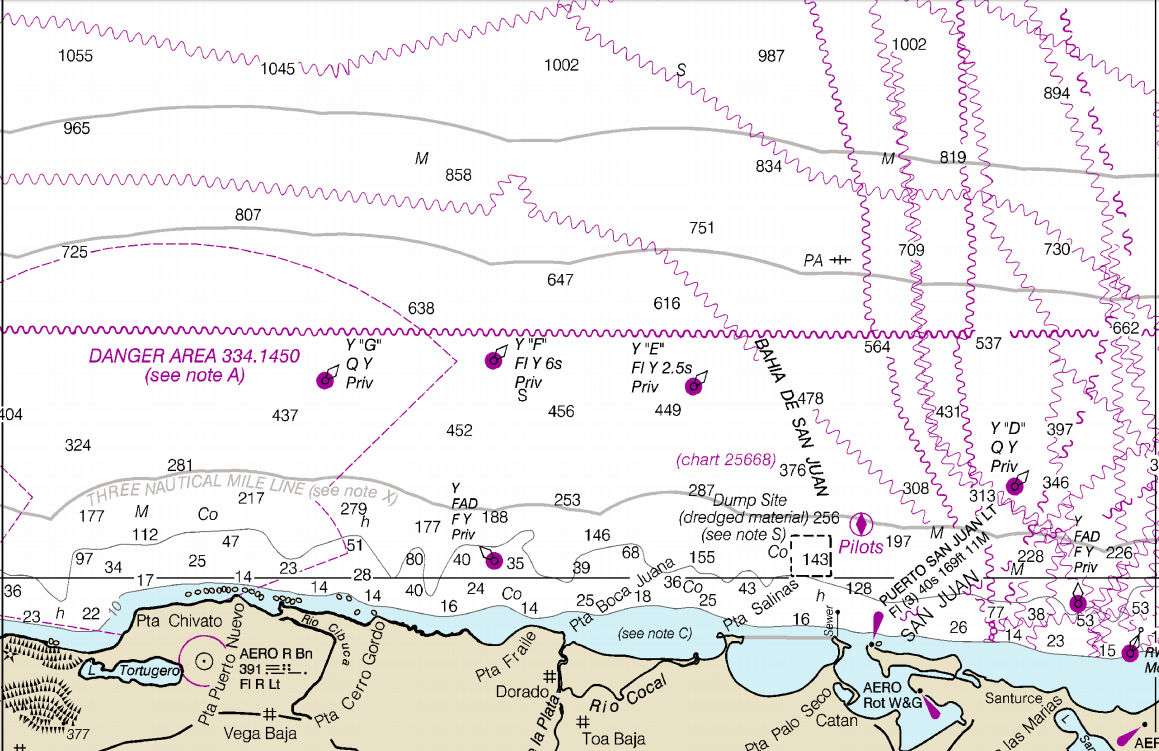 1055
1045
1002
987
1002
S
894
965
M
858
834
M
819
807
725
751
709
730
PA
647
638
616
662
DANGER AREA 334.1450
(see note A)
Y "G"
Q Y
Priv
Y "F"
Fl Y 6s
Priv
S
Y "E"
Fl Y 2.5s
Priv
564
537
BAHIA DE SAN JUAN
404
437
456
449
478
431
397
324
452
Y "D"
Q Y
Priv
281
(chart 25668)
376
346
THREE NAUTICAL MILE LINE (see note X)
217
279
h
253
287
308
313
177
M
Co
177
188
Y
FAD
F Y
Priv
Dump Site
(dredged material)
(see note S)
256
Pilots
112
47
51
146
68
197
M
228
226
Y
FAD
F Y
Priv
M
97
34
25
23
80
40
35
39
155
Co
143
PUERTO SAN JUAN LT
Fl (3) 40s 169ft 11M
SAN JUAN
36
17
14
14
28
14
40
24
Co
36
Co
43
128
23
h
22
10
16
14
25
18
25
Pta Boca Juana
Pta Salinas
h
16
Sewer
26
77
14
38
23
53
53
15
Pta Chivato
Rio Cibuco
(see note C)
Pta Puerto Nuevo
Pta Cerro Gordo
Pta Fraile
L Tortugero
AERO R Bn
391
Fl R Lt
Dorado
Rio Cocal
AERO
Rot W&G
Santurce
377
Vega Baja
la Plata
Toa Baja
Pta Palo Seco
Catan
las Marias
L
San
AER